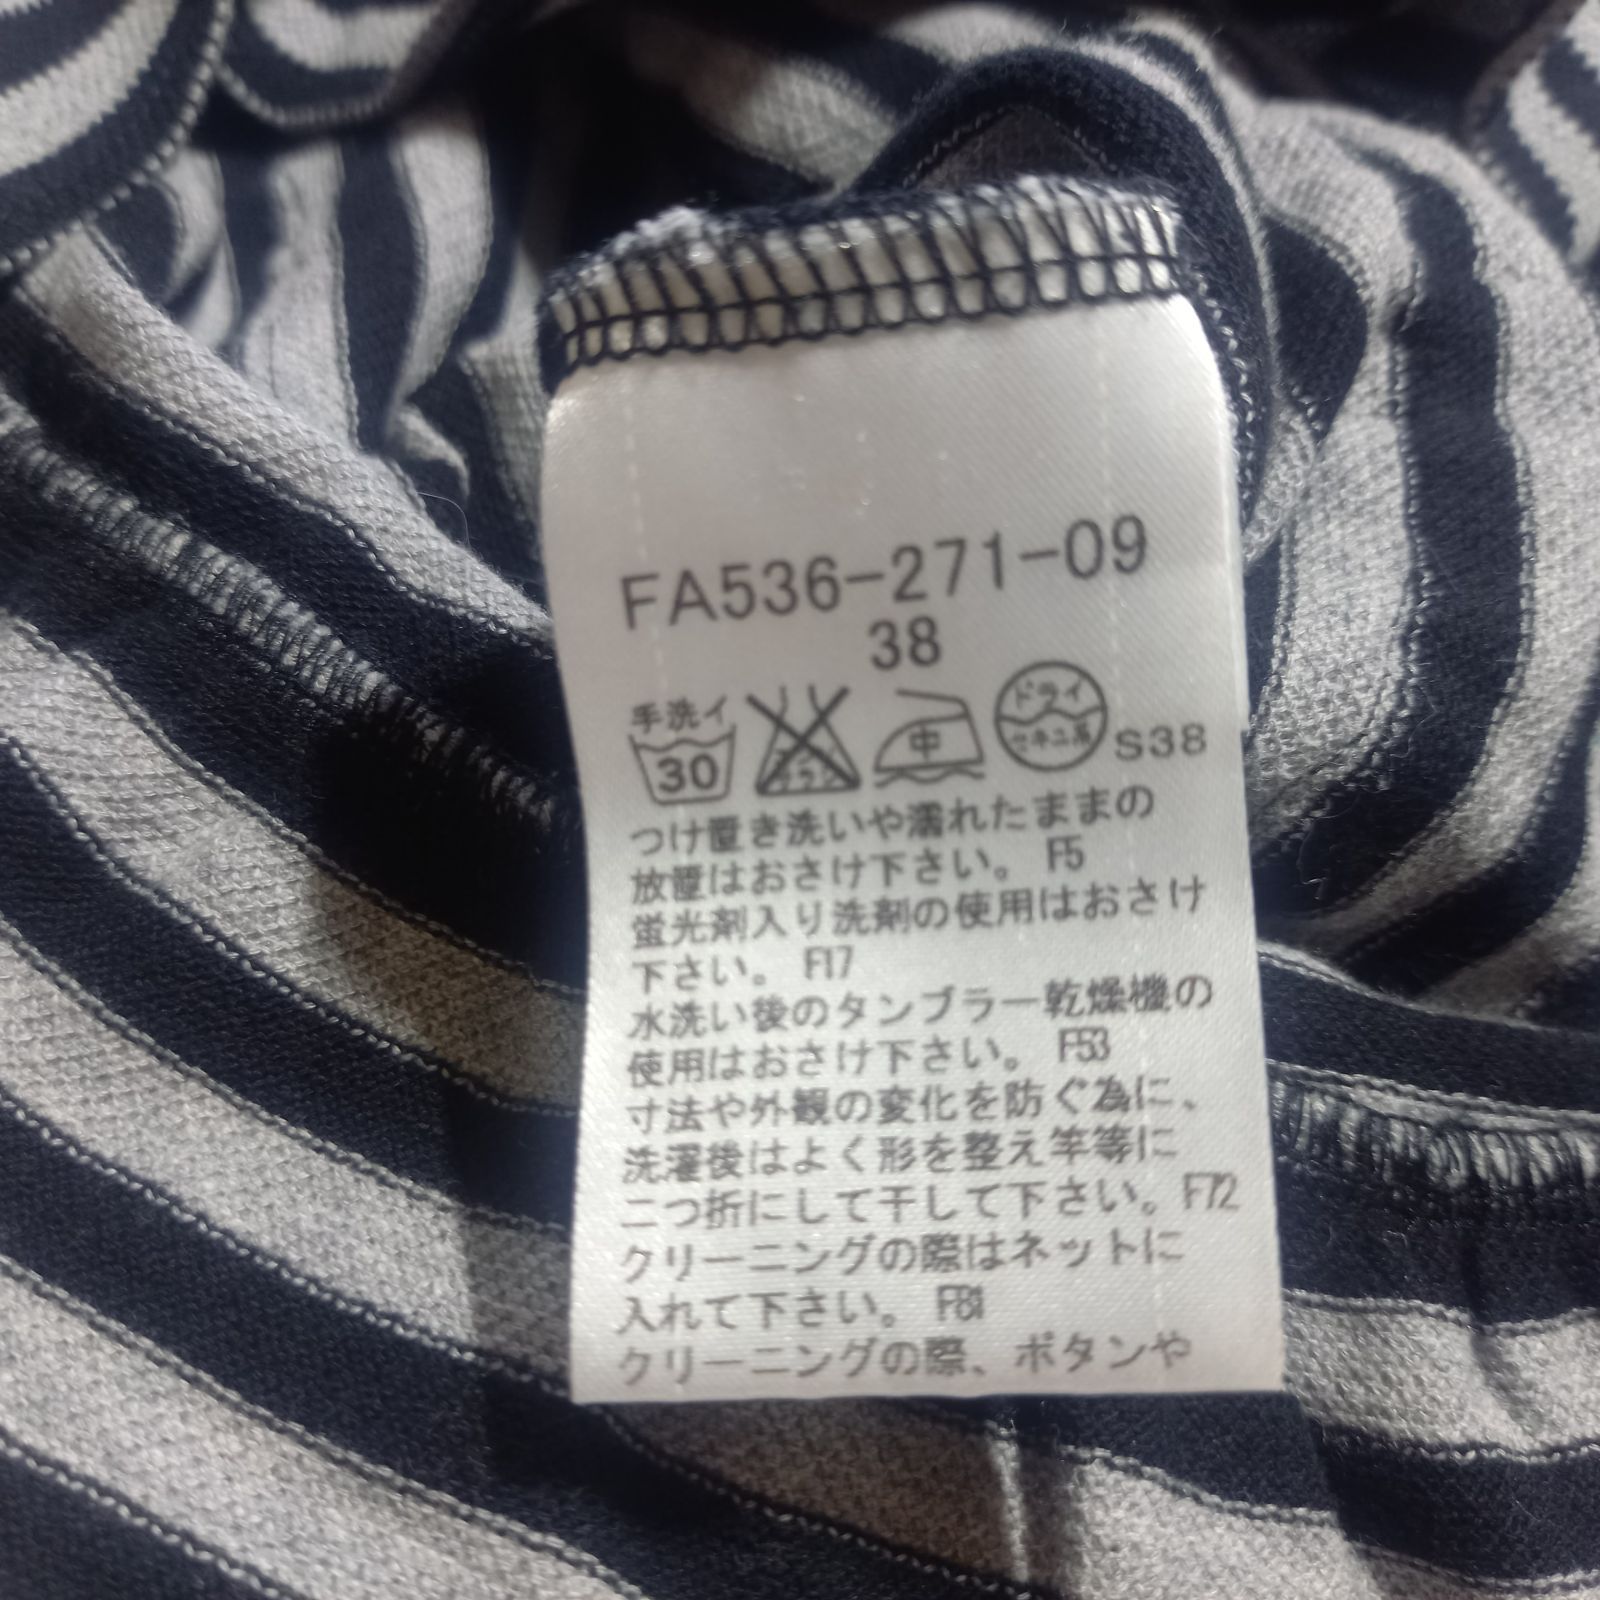 FA536-271-09
38
手洗イ
30
中
ドライ
セキユ系
S38
つけ置き洗いや濡れたままの
放置はおさけ下さい。 F5
蛍光剤入り洗剤の使用はおさけ
下さい。 F17
水洗い後のタンブラー乾燥機の
使用はおさけ下さい。 F53
寸法や外観の変化を防ぐ為に、
洗濯後はよく形を整え竿等に
二つ折にして干して下さい。F72
クリーニングの際はネットに
入れて下さい。 F81
クリーニングの際、ボタンや